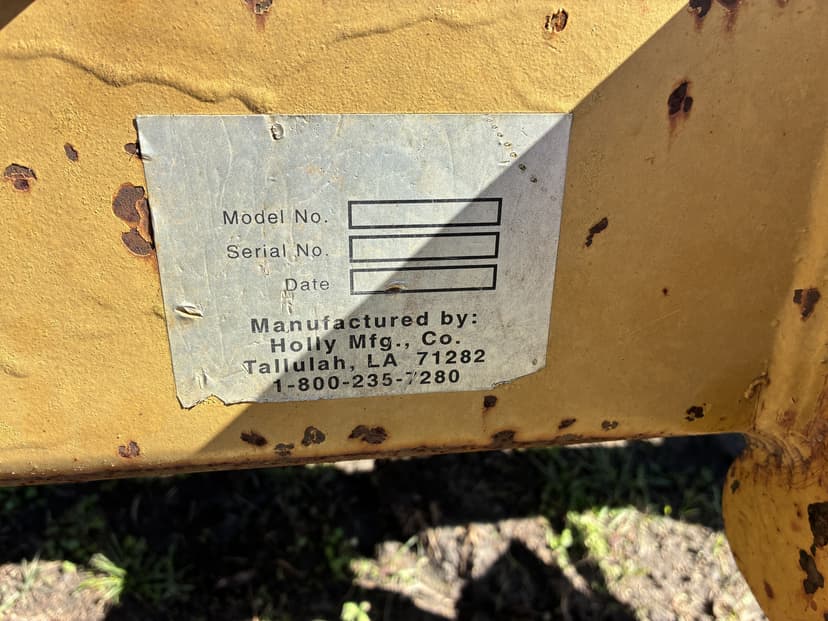 Model No.
Serial No.
Date
Manufactured by:
Holly Mfg., Co.
Tallulah, LA 71282
1-800-235-7280